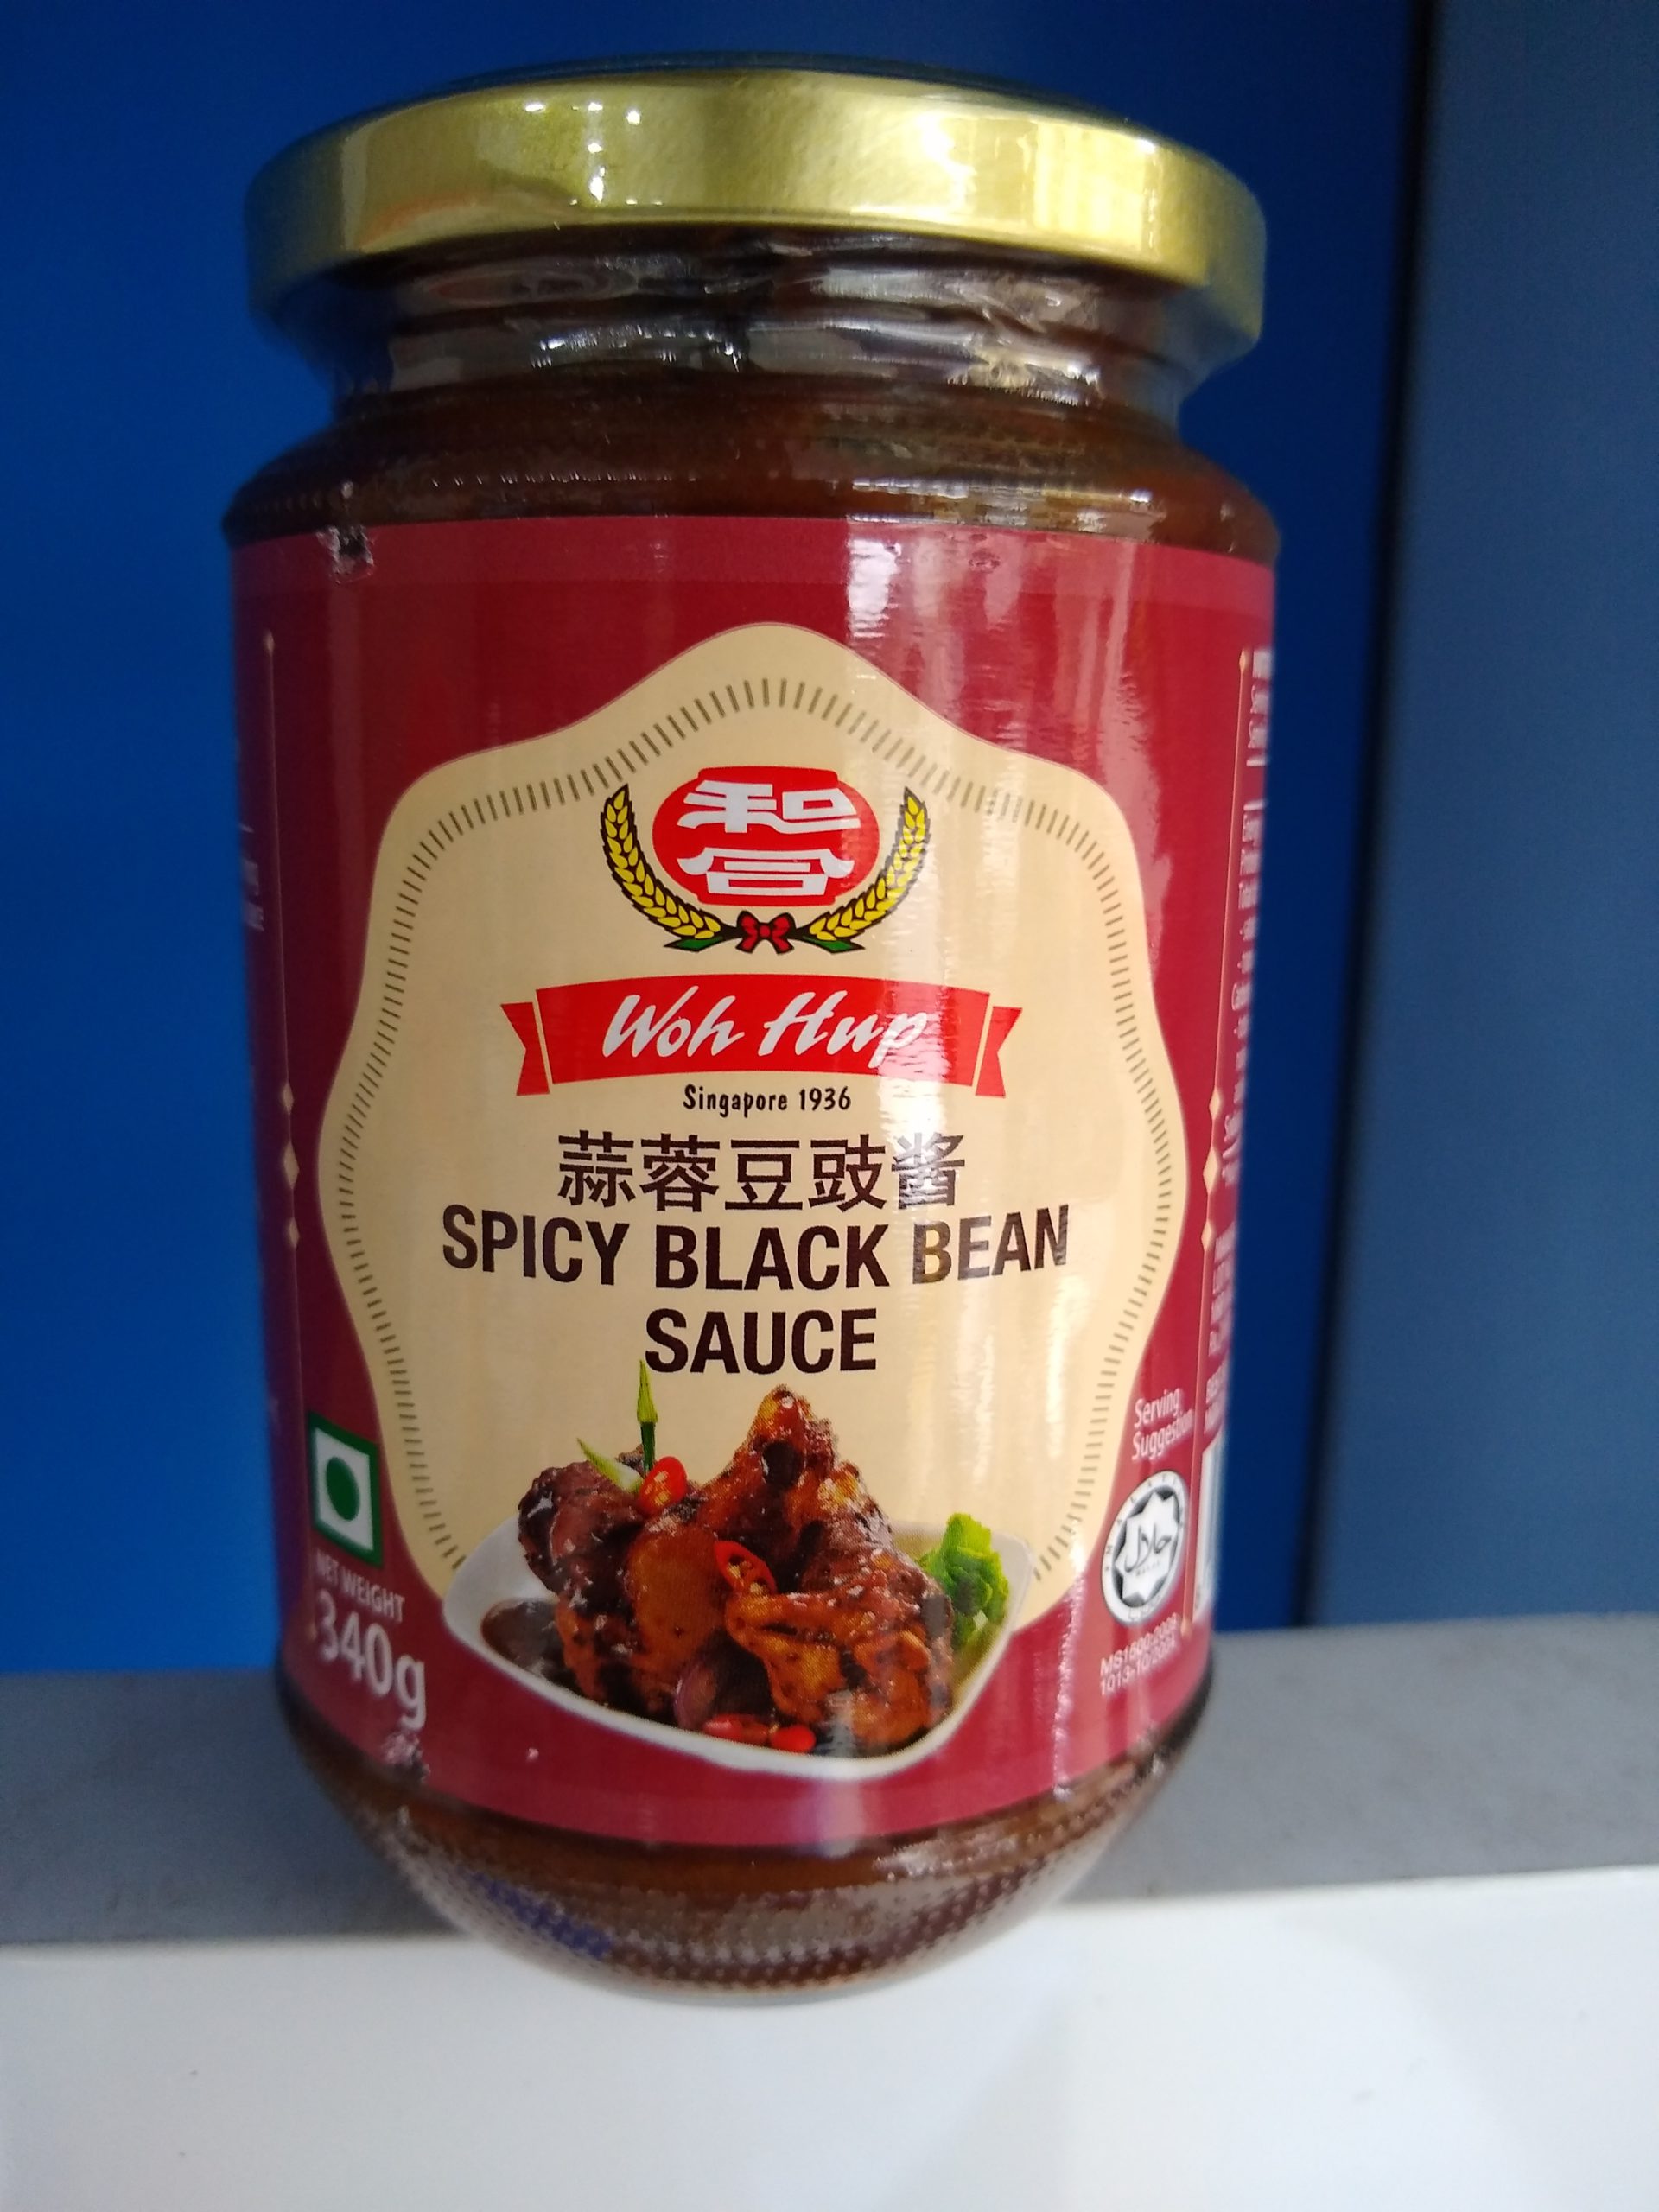 和
合
Woh Hup
Singapore 1936
蒜蓉豆豉酱
SPICY BLACK BEAN
SAUCE
Serving
Suggestion
NET WEIGHT
340g
حلال